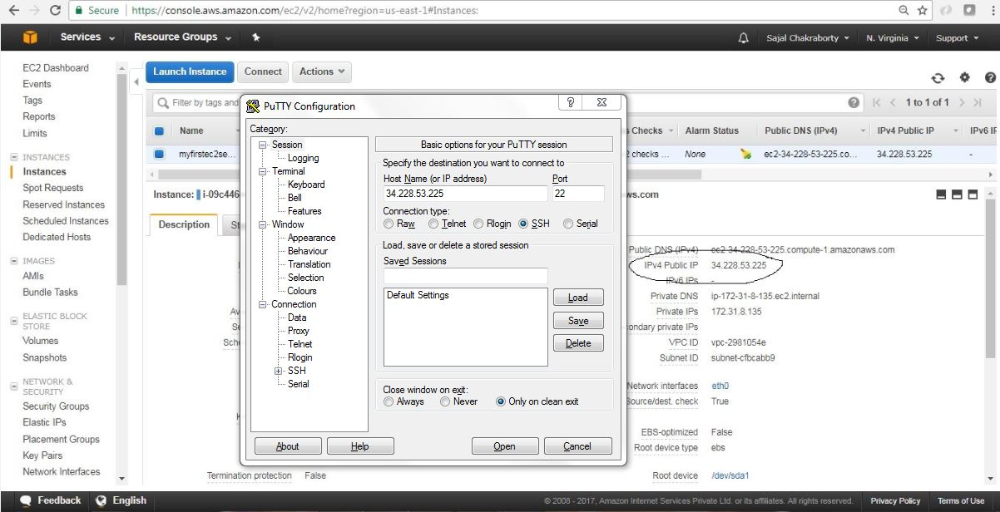 Secure https://console.aws.amazon.com/ec2/v2/home?region=us-east-1#Instances:
Services Resource Groups Sajal Chakraborty N. Virginia Support
EC2 Dashboard
Events
Tags
Reports
Limits
INSTANCES
Instances
Spot Requests
Reserved Instances
Scheduled Instances
Dedicated Hosts
IMAGES
AMIs
Bundle Tasks
ELASTIC BLOCK
STORE
Volumes
Snapshots
NETWORK &
SECURITY
Security Groups
Elastic IPs
Placement Groups
Key Pairs
Network Interfaces
Launch Instance Connect Actions
Filter by tags and 1 to 1 of 1
Name s Checks Alarm Status Public DNS (IPv4) IPv4 Public IP IPv6 IP
myfirstec2se... 2 checks ... None ec2-34-228-53-225.co... 34.228.53.225 -
Instance: i-09c446 ws.com
Description St
PuTTY Configuration
Category:
Session
Logging
Terminal
Keyboard
Bell
Features
Window
Appearance
Behaviour
Translation
Selection
Colours
Connection
Data
Proxy
Telnet
Rlogin
SSH
Serial
Basic options for your PuTTY session
Specify the destination you want to connect to
Host Name (or IP address) Port
34.228.53.225 22
Connection type:
Raw Telnet Rlogin SSH Serial
Load, save or delete a stored session
Saved Sessions
Default Settings
Load
Save
Delete
Close window on exit:
Always Never Only on clean exit
About Help Open Cancel
Public DNS (IPv4) ec2-34-228-53-225.compute-1.amazonaws.com
IPv4 Public IP 34.228.53.225
IPv6 IPs -
Private DNS ip-172-31-8-135.ec2.internal
Private IPs 172.31.8.135
ondary private IPs
VPC ID vpc-2981054e
Subnet ID subnet-cfbcabb9
Network interfaces eth0
Source/dest. check True
EBS-optimized False
Root device type ebs
Root device /dev/sda1
Av
Se
Sche
Termination protection False
Feedback English © 2008 - 2017, Amazon Internet Services Private Ltd. or its affiliates. All rights reserved. Privacy Policy Terms of Use